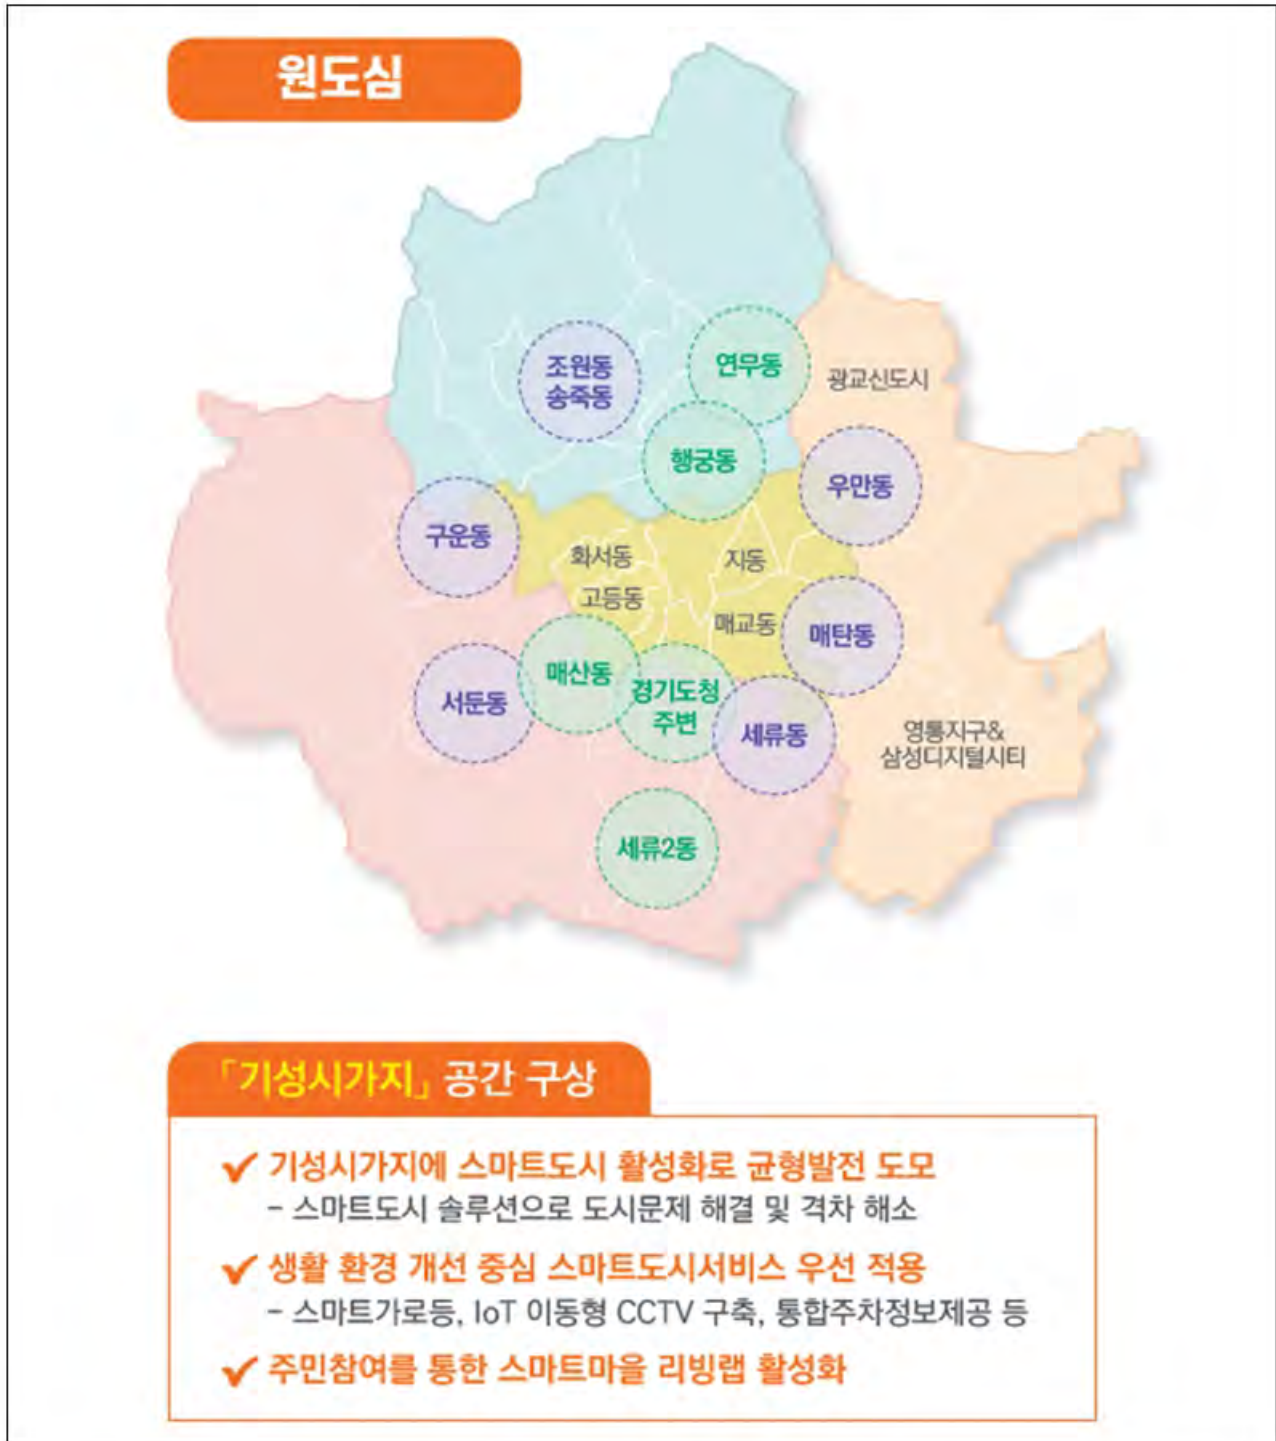 원도심
조원동
송죽동
연무동
광교신도시
행궁동
우만동
구운동
화서동
지동
고등동
매교동
매탄동
매산동
경기도청
주변
서둔동
세류동
영통지구&
삼성디지털시티
세류2동
「기성시가지」 공간 구상
기성시가지에 스마트도시 활성화로 균형발전 도모
- 스마트도시 솔루션으로 도시문제 해결 및 격차 해소
생활 환경 개선 중심 스마트도시서비스 우선 적용
- 스마트가로등, IoT 이동형 CCTV 구축, 통합주차정보제공 등
주민참여를 통한 스마트마을 리빙랩 활성화